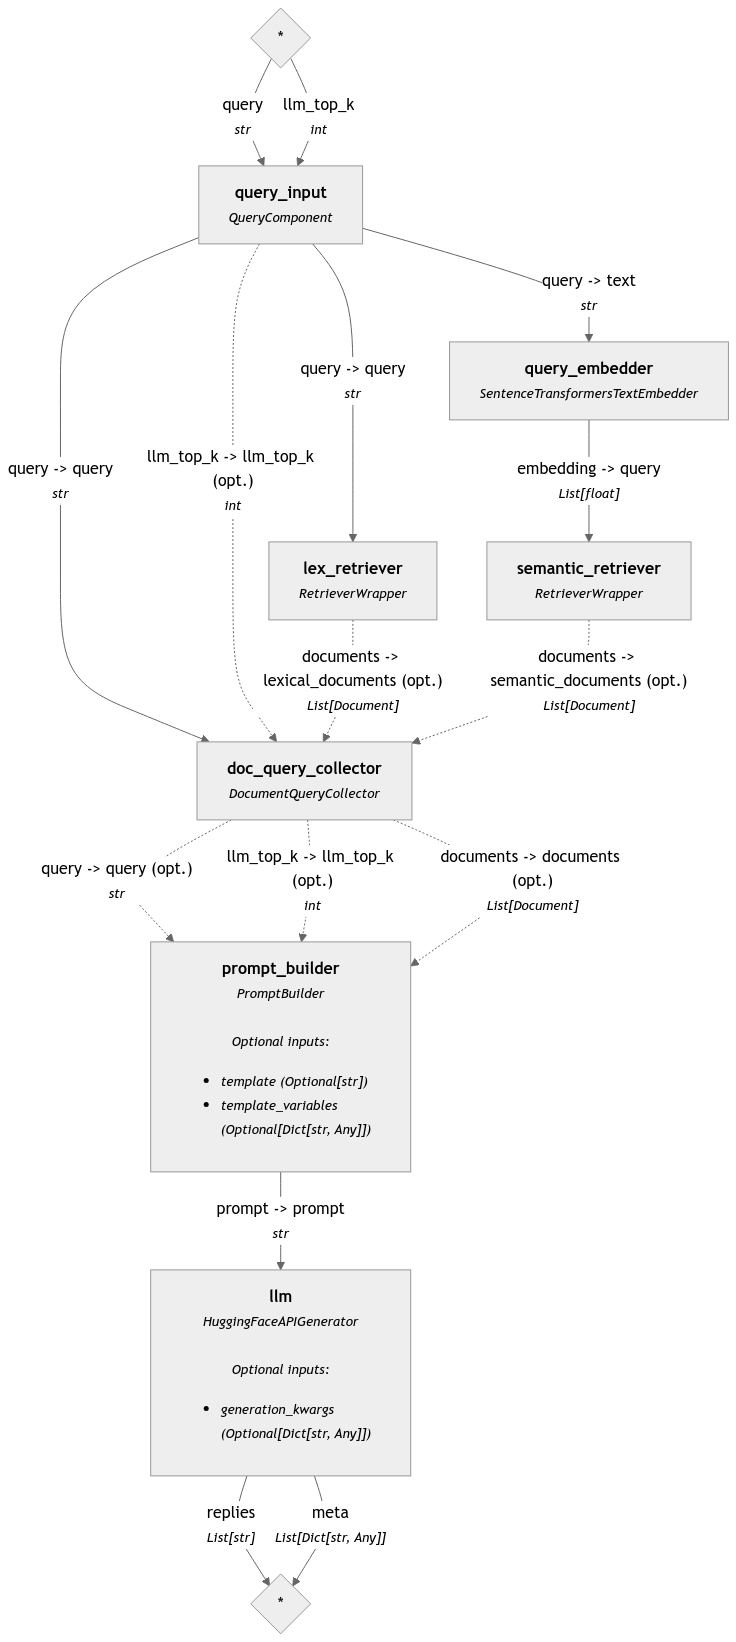 *
query
str
llm_top_k
int
query_input
QueryComponent
query -> text
str
query_embedder
SentenceTransformersTextEmbedder
query -> query
str
llm_top_k -> llm_top_k
(opt.)
int
query -> query
str
embedding -> query
List[float]
lex_retriever
RetrieverWrapper
semantic_retriever
RetrieverWrapper
documents ->
lexical_documents (opt.)
List[Document]
documents ->
semantic_documents (opt.)
List[Document]
doc_query_collector
DocumentQueryCollector
query -> query (opt.)
str
llm_top_k -> llm_top_k
(opt.)
int
documents -> documents
(opt.)
List[Document]
prompt_builder
PromptBuilder
Optional inputs:
• template (Optional[str])
• template_variables
(Optional[Dict[str, Any]])
prompt -> prompt
str
llm
HuggingFaceAPIGenerator
Optional inputs:
• generation_kwargs
(Optional[Dict[str, Any]])
replies
List[str]
meta
List[Dict[str, Any]]
*